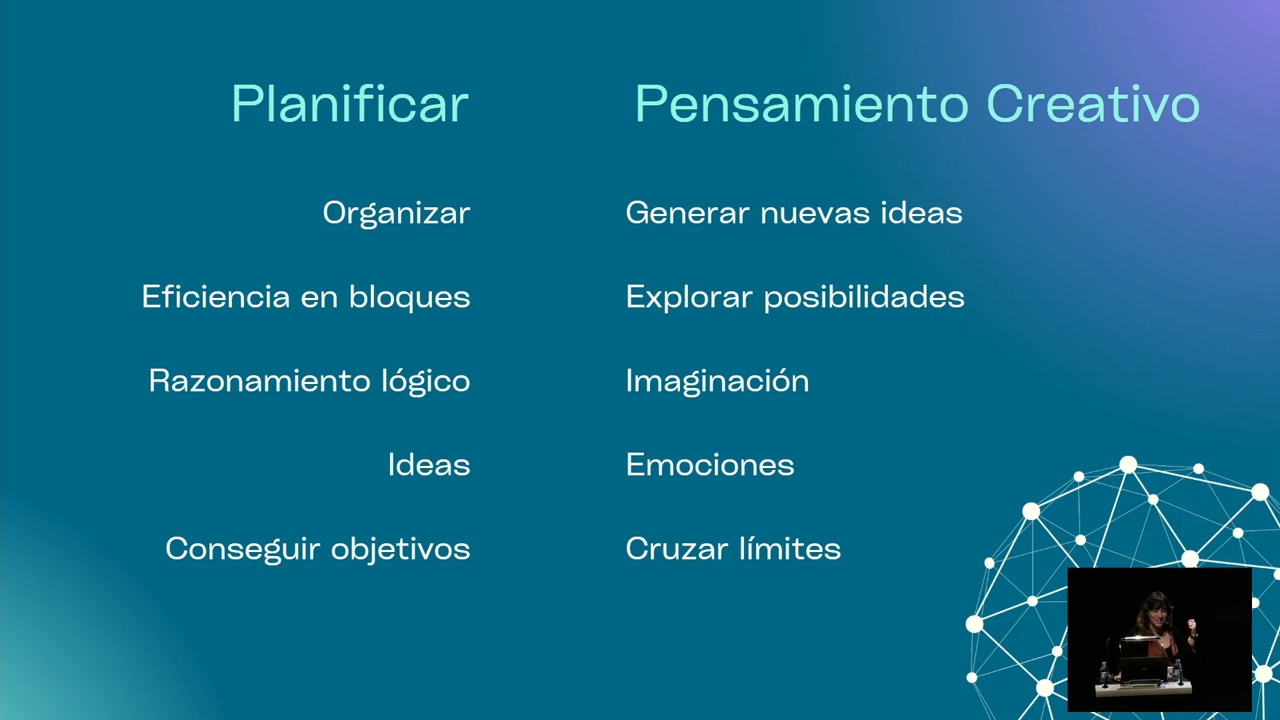 Planificar
Organizar
Eficiencia en bloques
Razonamiento lógico
Ideas
Conseguir objetivos
Pensamiento Creativo
Generar nuevas ideas
Explorar posibilidades
Imaginación
Emociones
Cruzar límites